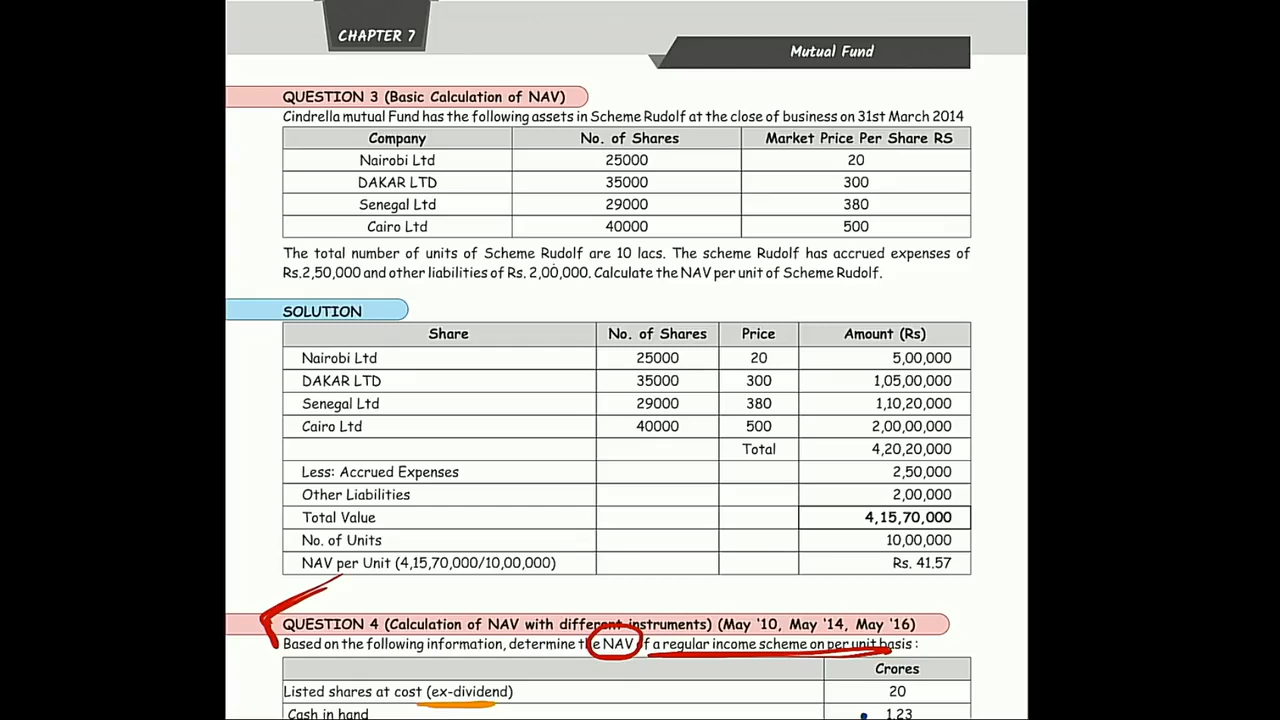 CHAPTER 7
Mutual Fund
QUESTION 3 (Basic Calculation of NAV)
Cindrella mutual Fund has the following assets in Scheme Rudolf at the close of business on 31st March 2014
Company No. of Shares Market Price Per Share RS
Nairobi Ltd 25000 20
DAKAR LTD 35000 300
Senegal Ltd 29000 380
Cairo Ltd 40000 500
The total number of units of Scheme Rudolf are 10 lacs. The scheme Rudolf has accrued expenses of
Rs.2,50,000 and other liabilities of Rs. 2,00,000. Calculate the NAV per unit of Scheme Rudolf.
SOLUTION
Share No. of Shares Price Amount (Rs)
Nairobi Ltd 25000 20 5,00,000
DAKAR LTD 35000 300 1,05,00,000
Senegal Ltd 29000 380 1,10,20,000
Cairo Ltd 40000 500 2,00,00,000
Total 4,20,20,000
Less: Accrued Expenses 2,50,000
Other Liabilities 2,00,000
Total Value 4,15,70,000
No. of Units 10,00,000
NAV per Unit (4,15,70,000/10,00,000) Rs. 41.57
QUESTION 4 (Calculation of NAV with different instruments) (May '10, May '14, May '16)
Based on the following information, determine the NAV of a regular income scheme on per unit basis :
Crores
Listed shares at cost (ex-dividend) 20
Cash in hand 1.23